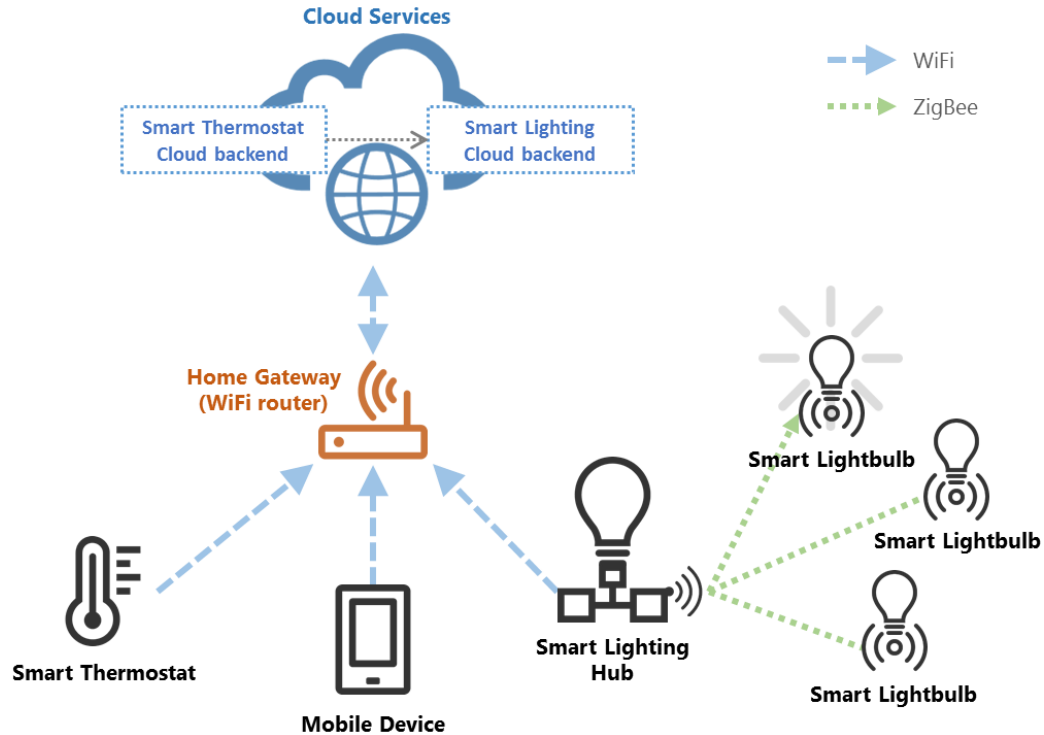 Cloud Services
WiFi
ZigBee
Smart Thermostat
Cloud backend
Smart Lighting
Cloud backend
Home Gateway
(WiFi router)
Smart Lightbulb
Smart Lightbulb
Smart Lightbulb
Smart Thermostat
Mobile Device
Smart Lighting
Hub